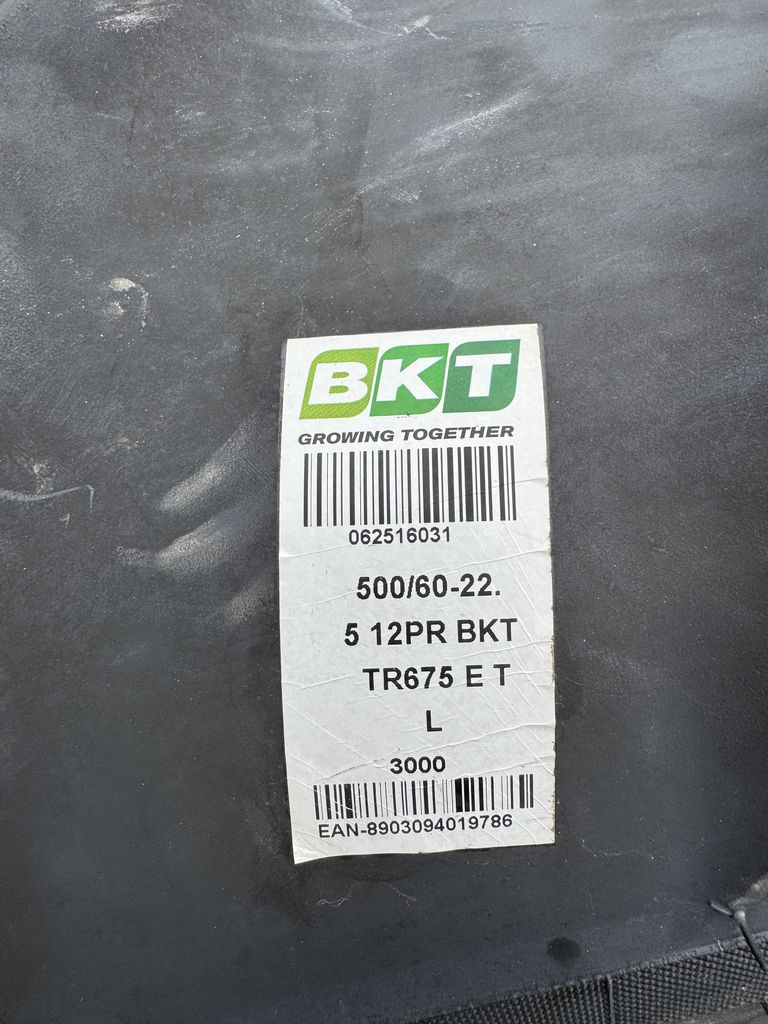 BKT
GROWING TOGETHER
062516031
500/60-22.
5 12PR BKT
TR675 E T
L
3000
EAN-8903094019786